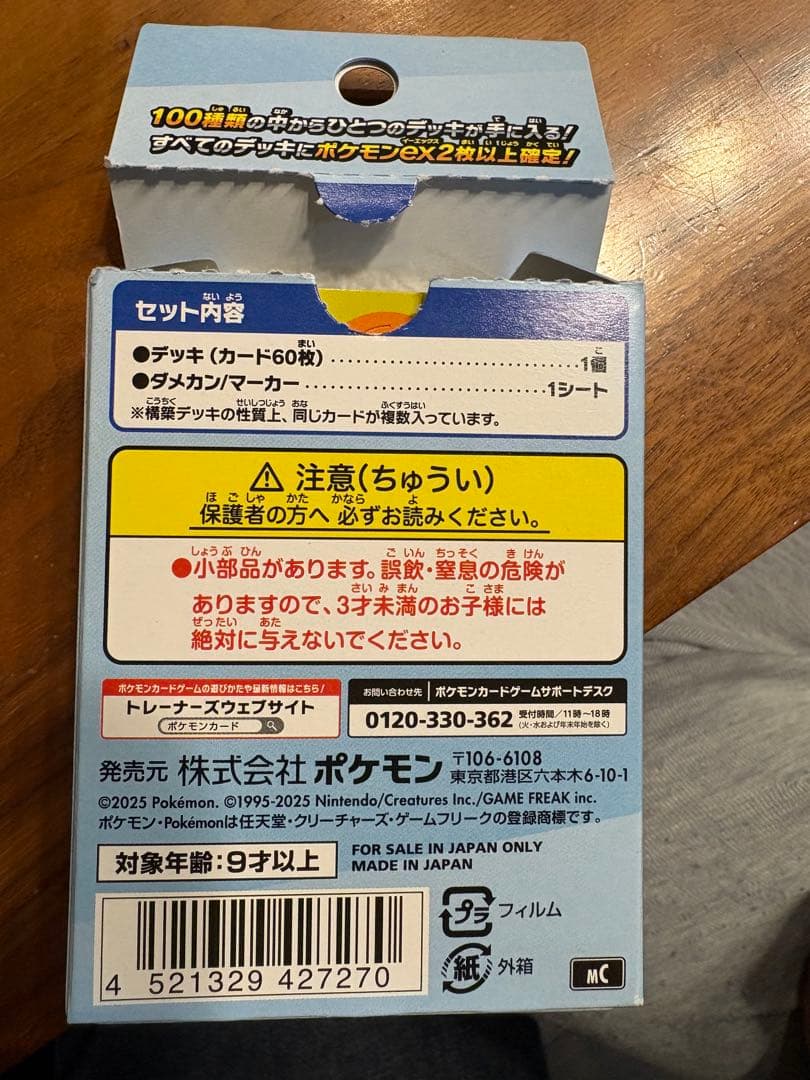 100種類の中からひとつのデッキが手に入る!
すべてのデッキにポケモンex2枚以上確定!
セット内容
●デッキ(カード60枚)..............................1個
●ダメカン/マーカー..............................1シート
※構築デッキの性質上、同じカードが複数入っています。
⚠ 注意(ちゅうい)
保護者の方へ 必ずお読みください。
●小部品があります。誤飲・窒息の危険が
ありますので、3才未満のお子様には
絶対に与えないでください。
ポケモンカードゲームの遊びかたや最新情報はこちら!
トレーナーズウェブサイト
ポケモンカード
お問い合わせ先 ポケモンカードゲームサポートデスク
0120-330-362 受付時間/11時~18時
(火・水および年末年始を除く)
発売元 株式会社 ポケモン 〒106-6108
東京都港区六本木6-10-1
©2025 Pokémon. ©1995-2025 Nintendo/Creatures Inc./GAME FREAK inc.
ポケモン・Pokémonは任天堂・クリーチャーズ・ゲームフリークの登録商標です。
対象年齢:9才以上
FOR SALE IN JAPAN ONLY
MADE IN JAPAN
プラ フィルム
紙 外箱
4 521329 427270
MC